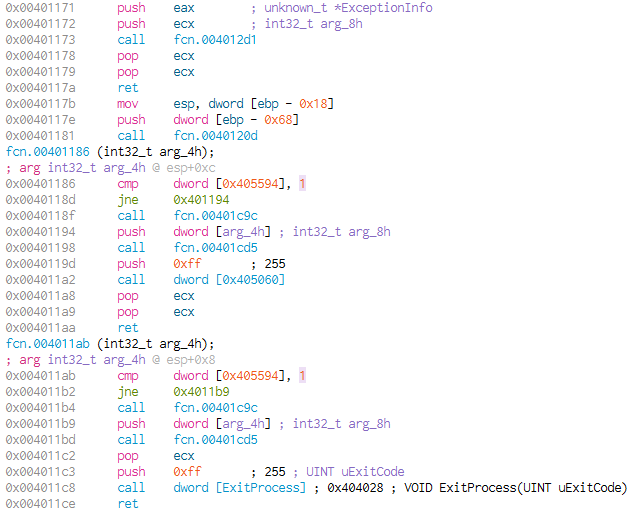 0x00401171 push eax ; unknown_t *ExceptionInfo
0x00401172 push ecx ; int32_t arg_8h
0x00401173 call fcn.004012d1
0x00401178 pop ecx
0x00401179 pop ecx
0x0040117a ret
0x0040117b mov esp, dword [ebp - 0x18]
0x0040117e push dword [ebp - 0x68]
0x00401181 call fcn.0040120d
fcn.00401186 (int32_t arg_4h);
; arg int32_t arg_4h @ esp+0xc
0x00401186 cmp dword [0x405594], 1
0x0040118d jne 0x401194
0x0040118f call fcn.00401c9c
0x00401194 push dword [arg_4h] ; int32_t arg_8h
0x00401198 call fcn.00401cd5
0x0040119d push 0xff ; 255
0x004011a2 call dword [0x405060]
0x004011a8 pop ecx
0x004011a9 pop ecx
0x004011aa ret
fcn.004011ab (int32_t arg_4h);
; arg int32_t arg_4h @ esp+0x8
0x004011ab cmp dword [0x405594], 1
0x004011b2 jne 0x4011b9
0x004011b4 call fcn.00401c9c
0x004011b9 push dword [arg_4h] ; int32_t arg_8h
0x004011bd call fcn.00401cd5
0x004011c2 pop ecx
0x004011c3 push 0xff ; 255 ; UINT uExitCode
0x004011c8 call dword [ExitProcess] ; 0x404028 ; VOID ExitProcess(UINT uExitCode)
0x004011ce ret